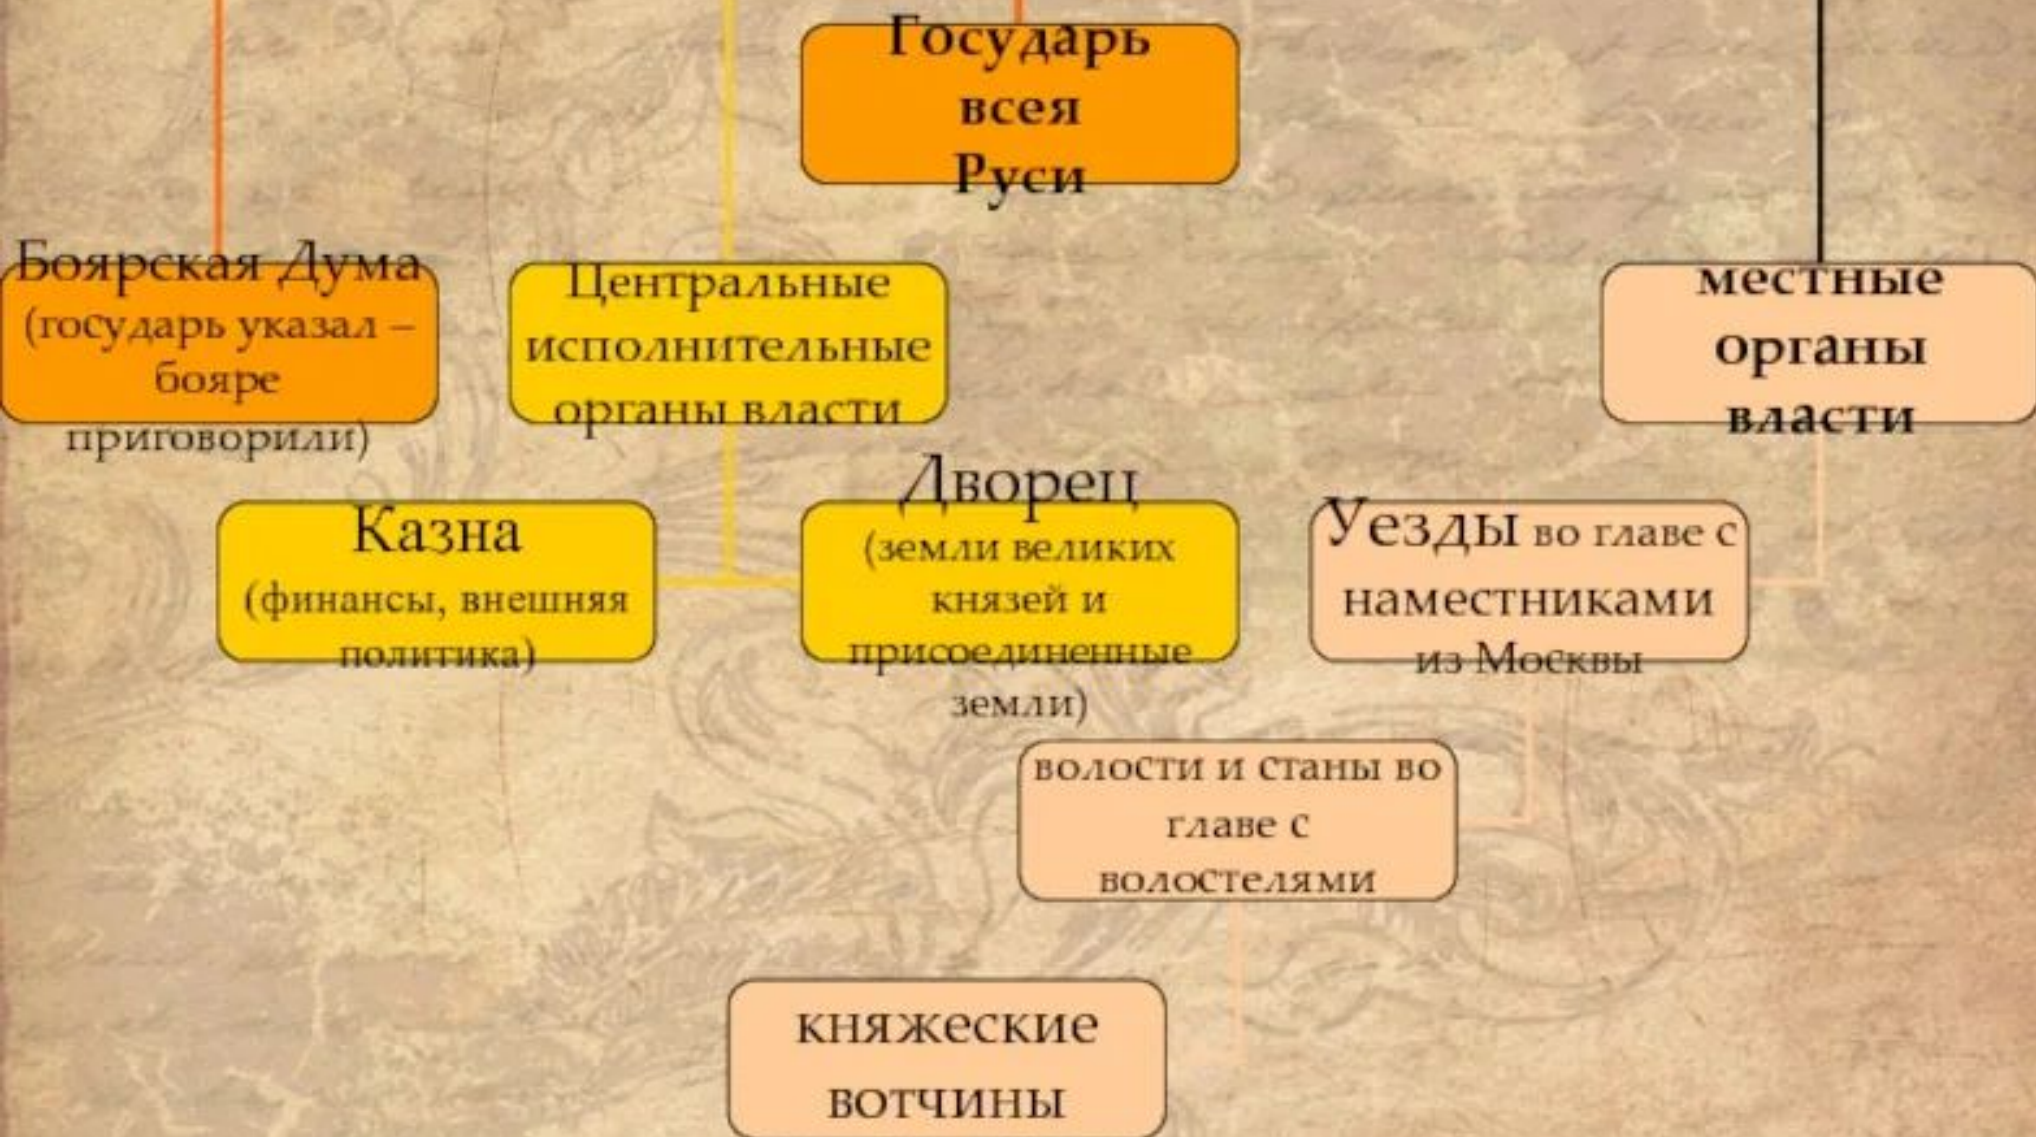 Государь
всея
Руси
Боярская Дума
(государь указал –
бояре
приговорили)
Центральные
исполнительные
органы власти
местные
органы
власти
Казна
(финансы, внешняя
политика)
Дворец
(земли великих
князей и
присоединенные
земли)
Уезды во главе с
наместниками
из Москвы
волости и станы во
главе с
волостелями
княжеские
вотчины